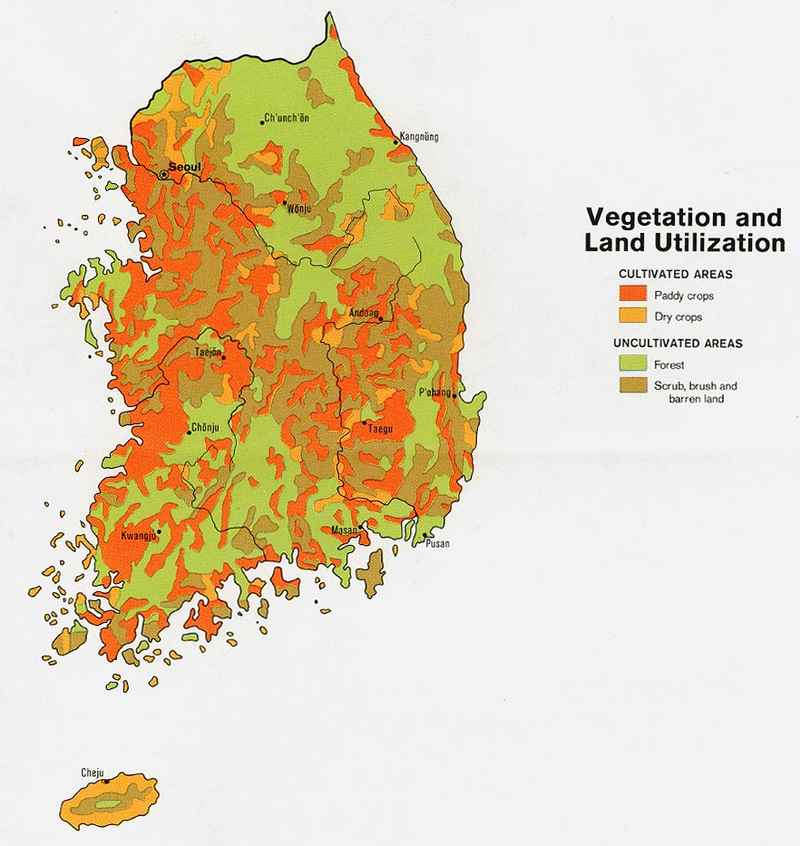 Ch'unch'ŏn
Kangnŭng
Seoul
Wŏnju
Vegetation and
Land Utilization
CULTIVATED AREAS
Paddy crops
Dry crops
UNCULTIVATED AREAS
Forest
Scrub, brush and
barren land
Andong
Taejŏn
P'ohang
Chŏnju
Taegu
Kwangju
Masan
Pusan
Cheju